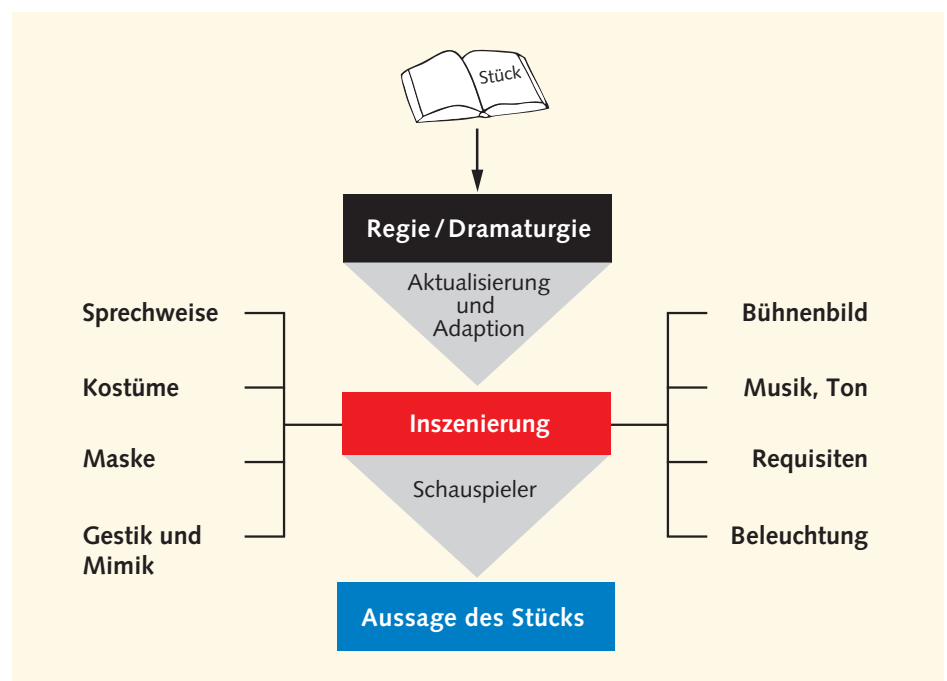 Stück
Regie / Dramaturgie
Aktualisierung
und
Adaption
Sprechweise
Kostüme
Maske
Gestik und
Mimik
Inszenierung
Bühnenbild
Musik, Ton
Requisiten
Beleuchtung
Schauspieler
Aussage des Stücks